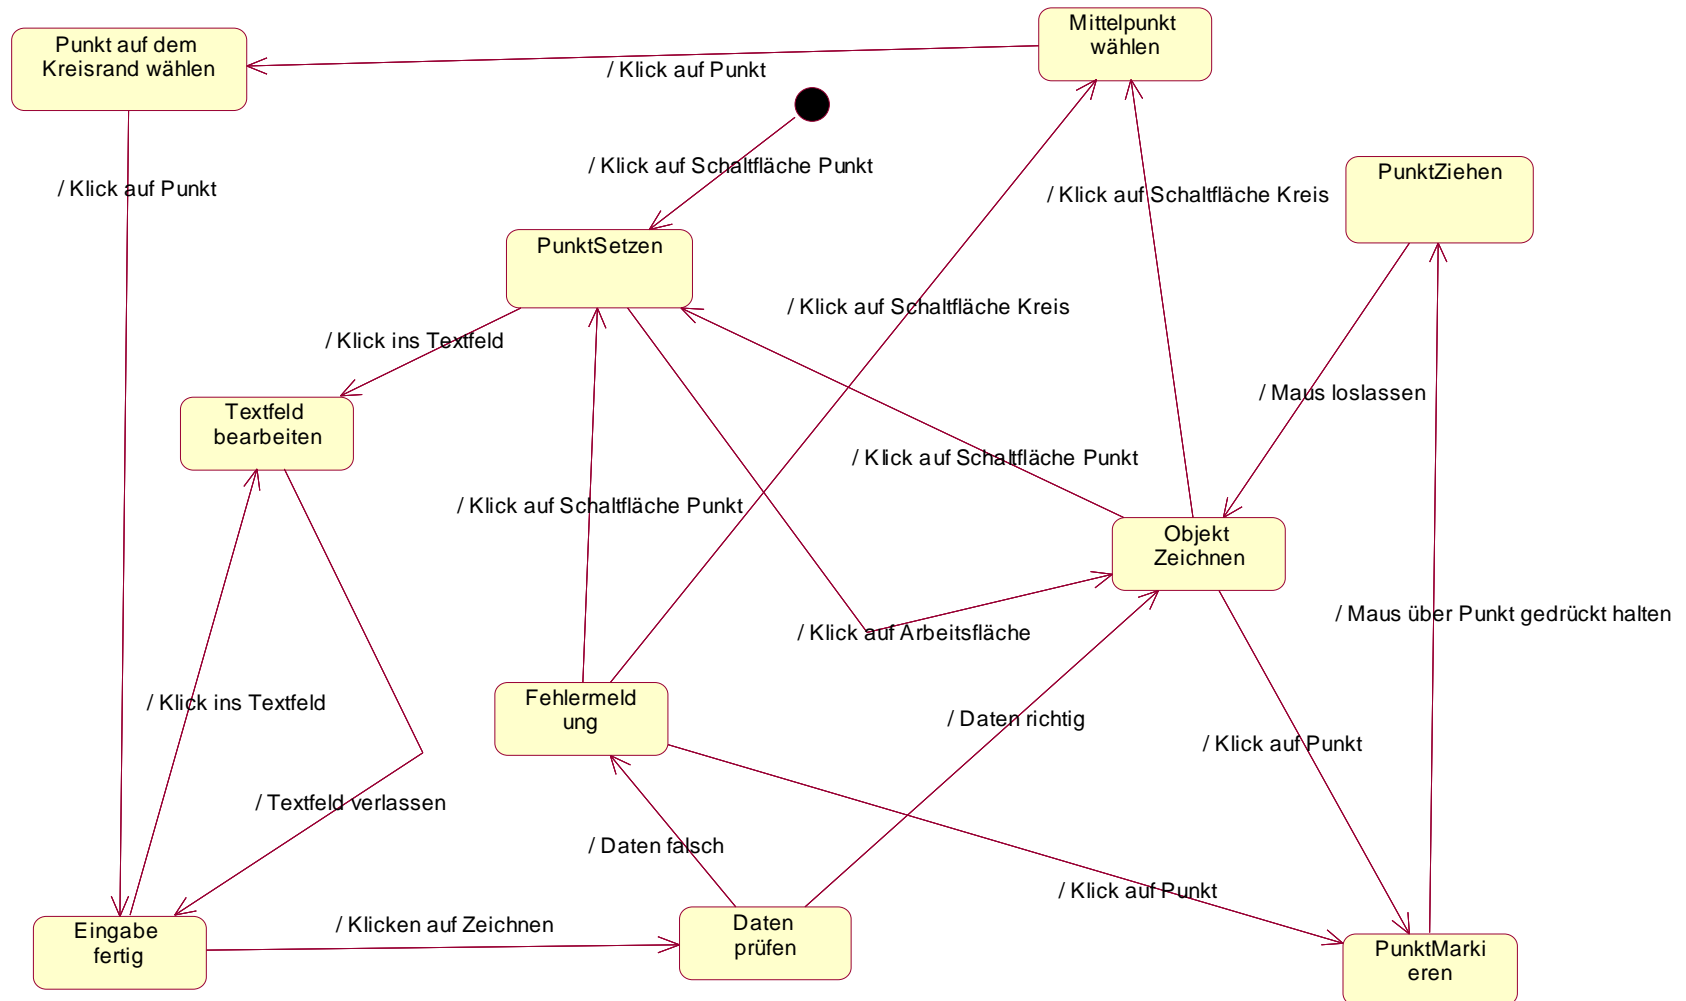 Punkt auf dem
Kreisrand wählen
Mittelpunkt
wählen
/ Klick auf Punkt
/ Klick auf Schaltfläche Punkt
/ Klick auf Punkt
/ Klick auf Schaltfläche Kreis
PunktZiehen
PunktSetzen
/ Klick auf Schaltfläche Kreis
/ Klick ins Textfeld
/ Maus loslassen
Textfeld
bearbeiten
/ Klick auf Schaltfläche Punkt
/ Klick auf Schaltfläche Punkt
Objekt
Zeichnen
/ Klick auf Arbeitsfläche
/ Maus über Punkt gedrückt halten
/ Klick ins Textfeld
Fehlermeld
ung
/ Daten richtig
/ Klick auf Punkt
/ Textfeld verlassen
/ Daten falsch
/ Klick auf Punkt
Eingabe
fertig
/ Klicken auf Zeichnen
Daten
prüfen
PunktMarki
eren